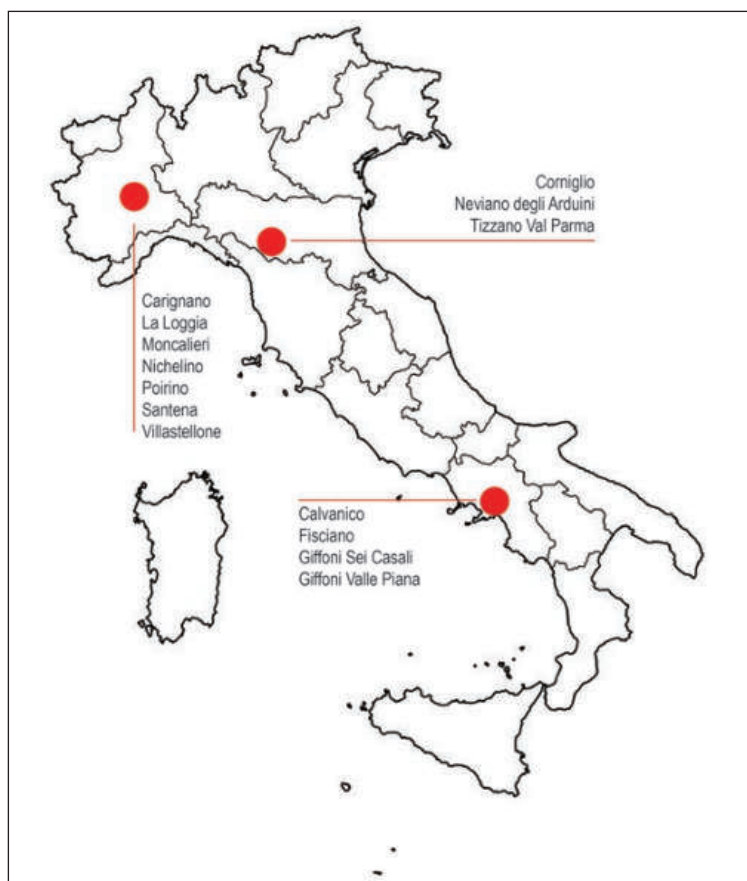 Corniglio
Neviano degli Arduini
Tizzano Val Parma
Carignano
La Loggia
Moncalieri
Nichelino
Poirino
Santena
Villastellone
Calvanico
Fisciano
Giffoni Sei Casali
Giffoni Valle Piana